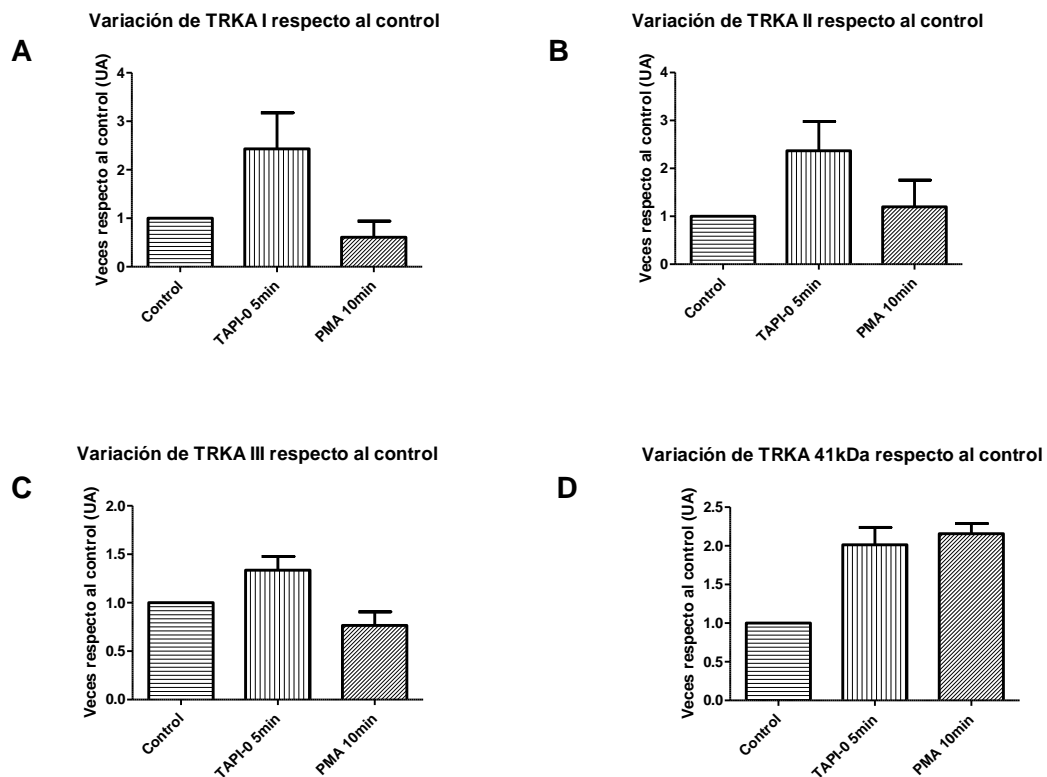 Variación de TRKA I respecto al control
A
Veces respecto al control (UA)
4
3
2
1
0
Control
TAPI-0 5min
PMA 10min
Variación de TRKA II respecto al control
B
Veces respecto al control (UA)
4
3
2
1
0
Control
TAPI-0 5min
PMA 10min
Variación de TRKA III respecto al control
C
Veces respecto al control (UA)
2.0
1.5
1.0
0.5
0.0
Control
TAPI-0 5min
PMA 10min
Variación de TRKA 41kDa respecto al control
D
Veces respecto al control (UA)
2.5
2.0
1.5
1.0
0.5
0.0
Control
TAPI-0 5min
PMA 10min